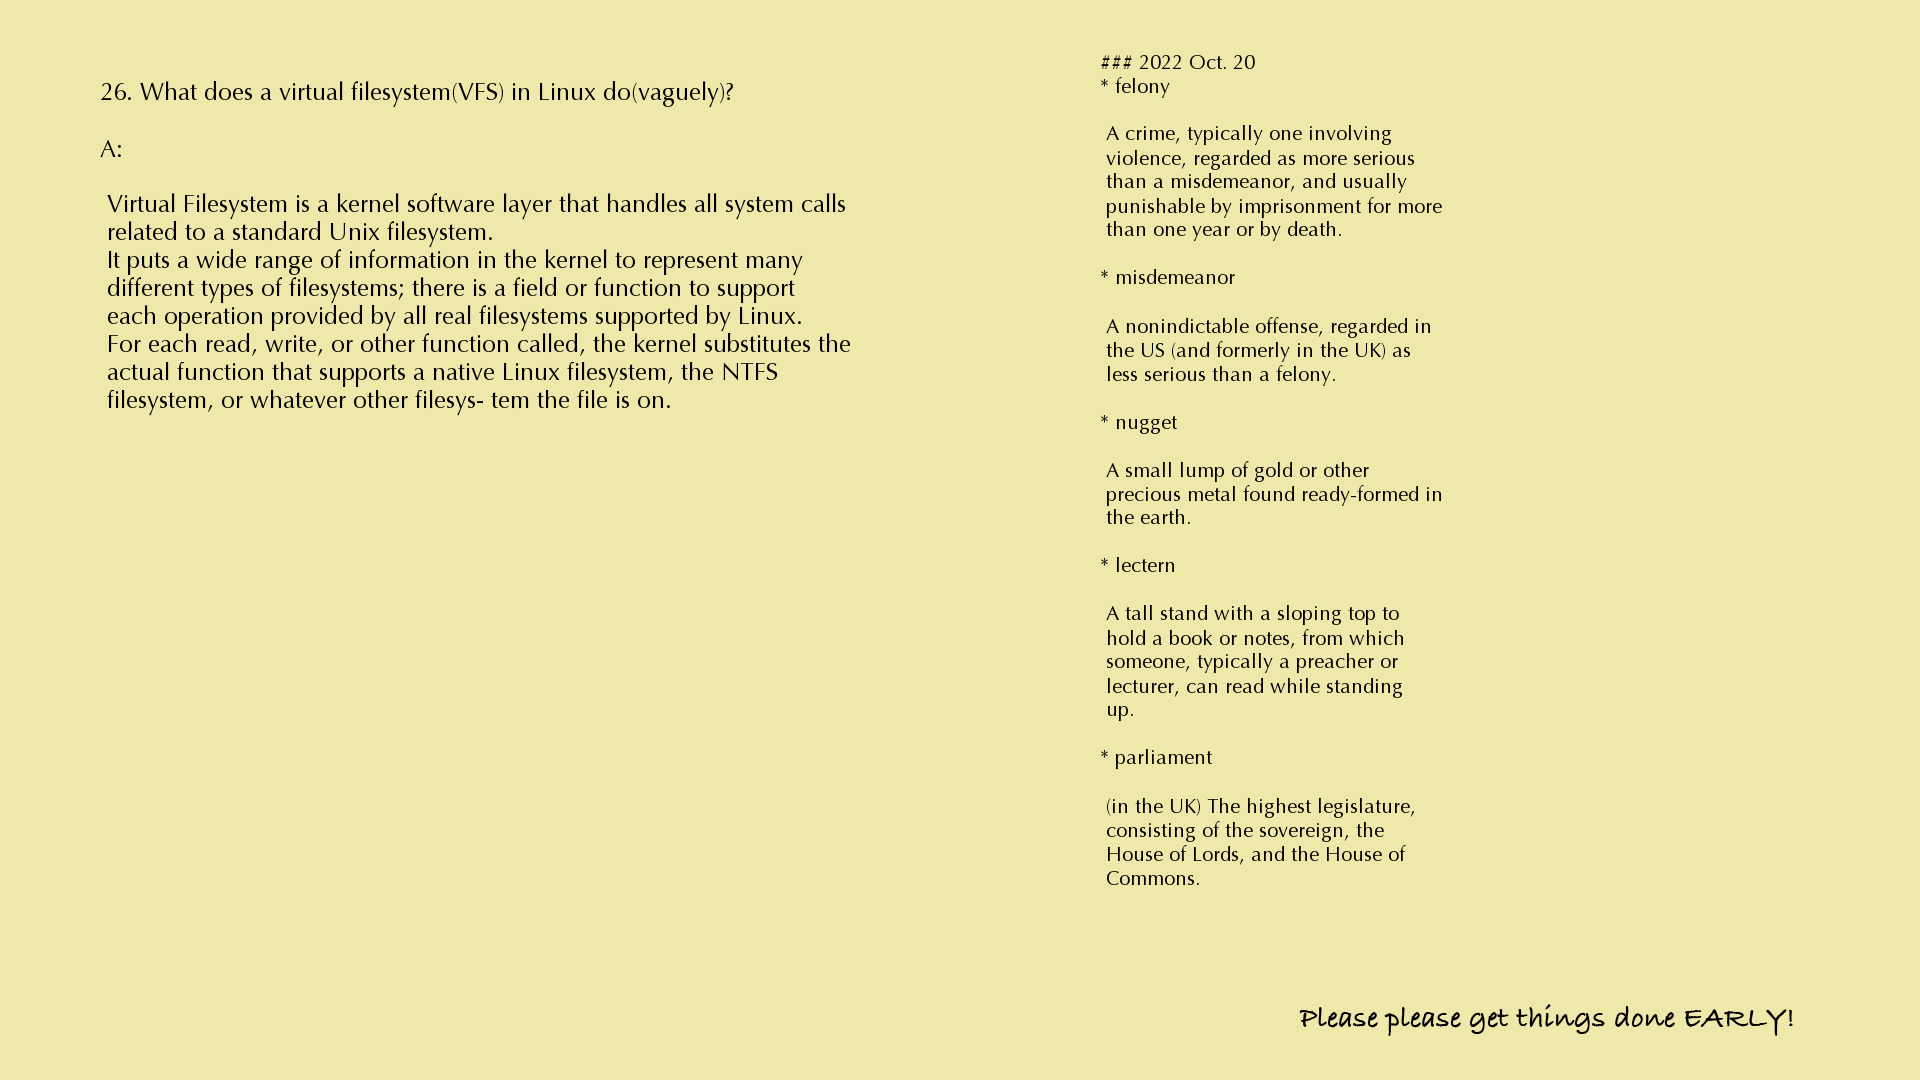 26. What does a virtual filesystem(VFS) in Linux do(vaguely)?
A:
Virtual Filesystem is a kernel software layer that handles all system calls
related to a standard Unix filesystem.
It puts a wide range of information in the kernel to represent many
different types of filesystems; there is a field or function to support
each operation provided by all real filesystems supported by Linux.
For each read, write, or other function called, the kernel substitutes the
actual function that supports a native Linux filesystem, the NTFS
filesystem, or whatever other filesys- tem the file is on.
### 2022 Oct. 20
* felony
A crime, typically one involving
violence, regarded as more serious
than a misdemeanor, and usually
punishable by imprisonment for more
than one year or by death.
* misdemeanor
A nonindictable offense, regarded in
the US (and formerly in the UK) as
less serious than a felony.
* nugget
A small lump of gold or other
precious metal found ready-formed in
the earth.
* lectern
A tall stand with a sloping top to
hold a book or notes, from which
someone, typically a preacher or
lecturer, can read while standing
up.
* parliament
(in the UK) The highest legislature,
consisting of the sovereign, the
House of Lords, and the House of
Commons.
Please please get things done EARLY!